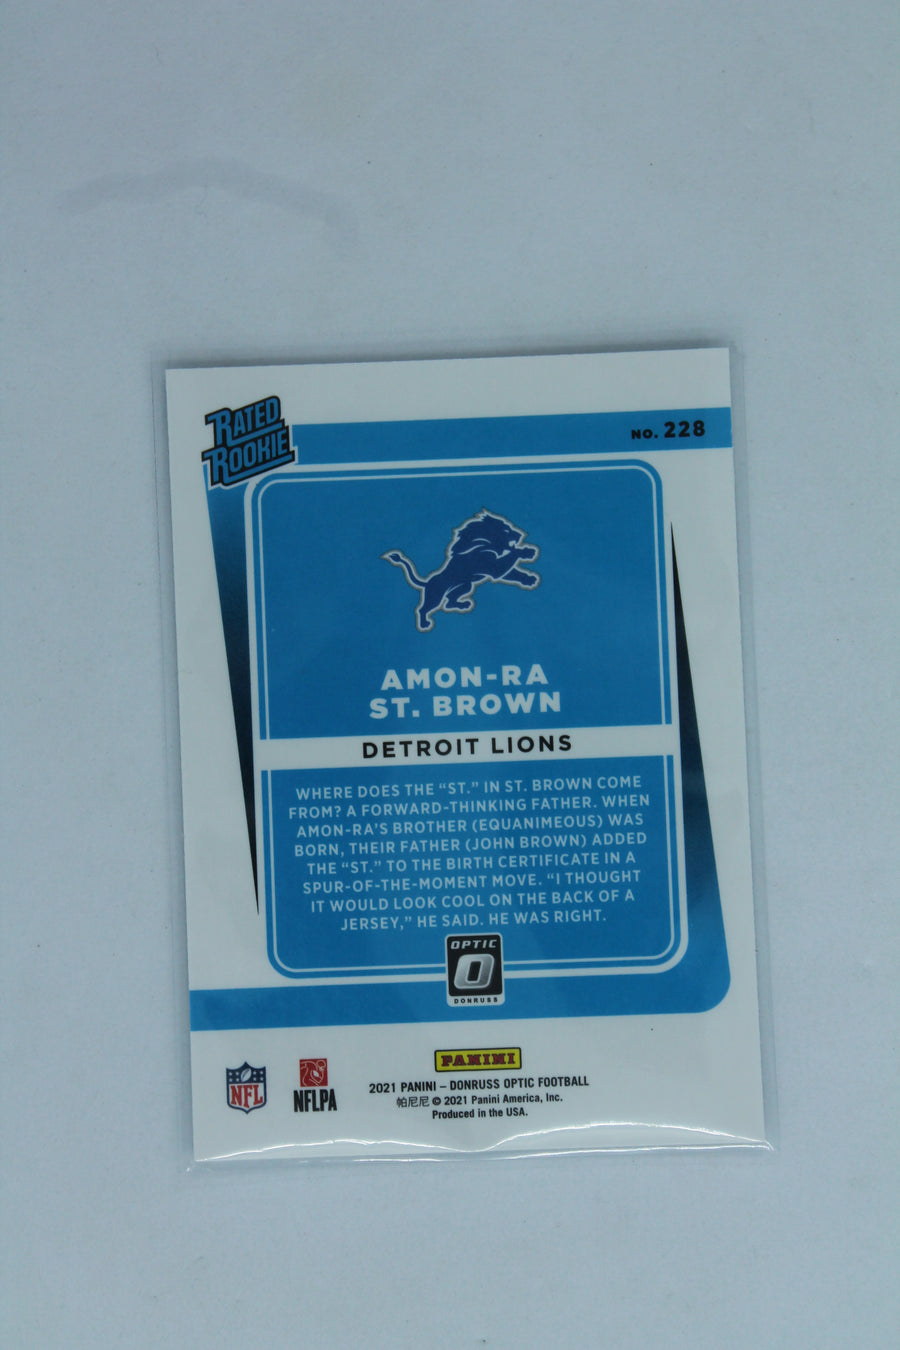 RATED
ROOKIE
NO. 228
AMON-RA
ST. BROWN
DETROIT LIONS
WHERE DOES THE “ST.” IN ST. BROWN COME
FROM? A FORWARD-THINKING FATHER. WHEN
AMON-RA’S BROTHER (EQUANIMEOUS) WAS
BORN, THEIR FATHER (JOHN BROWN) ADDED
THE “ST.” TO THE BIRTH CERTIFICATE IN A
SPUR-OF-THE-MOMENT MOVE. “I THOUGHT
IT WOULD LOOK COOL ON THE BACK OF A
JERSEY,” HE SAID. HE WAS RIGHT.
OPTIC
O
DONRUSS
NFL
NFLPA
PANINI
2021 PANINI – DONRUSS OPTIC FOOTBALL
帕尼尼 © 2021 Panini America, Inc.
Produced in the USA.